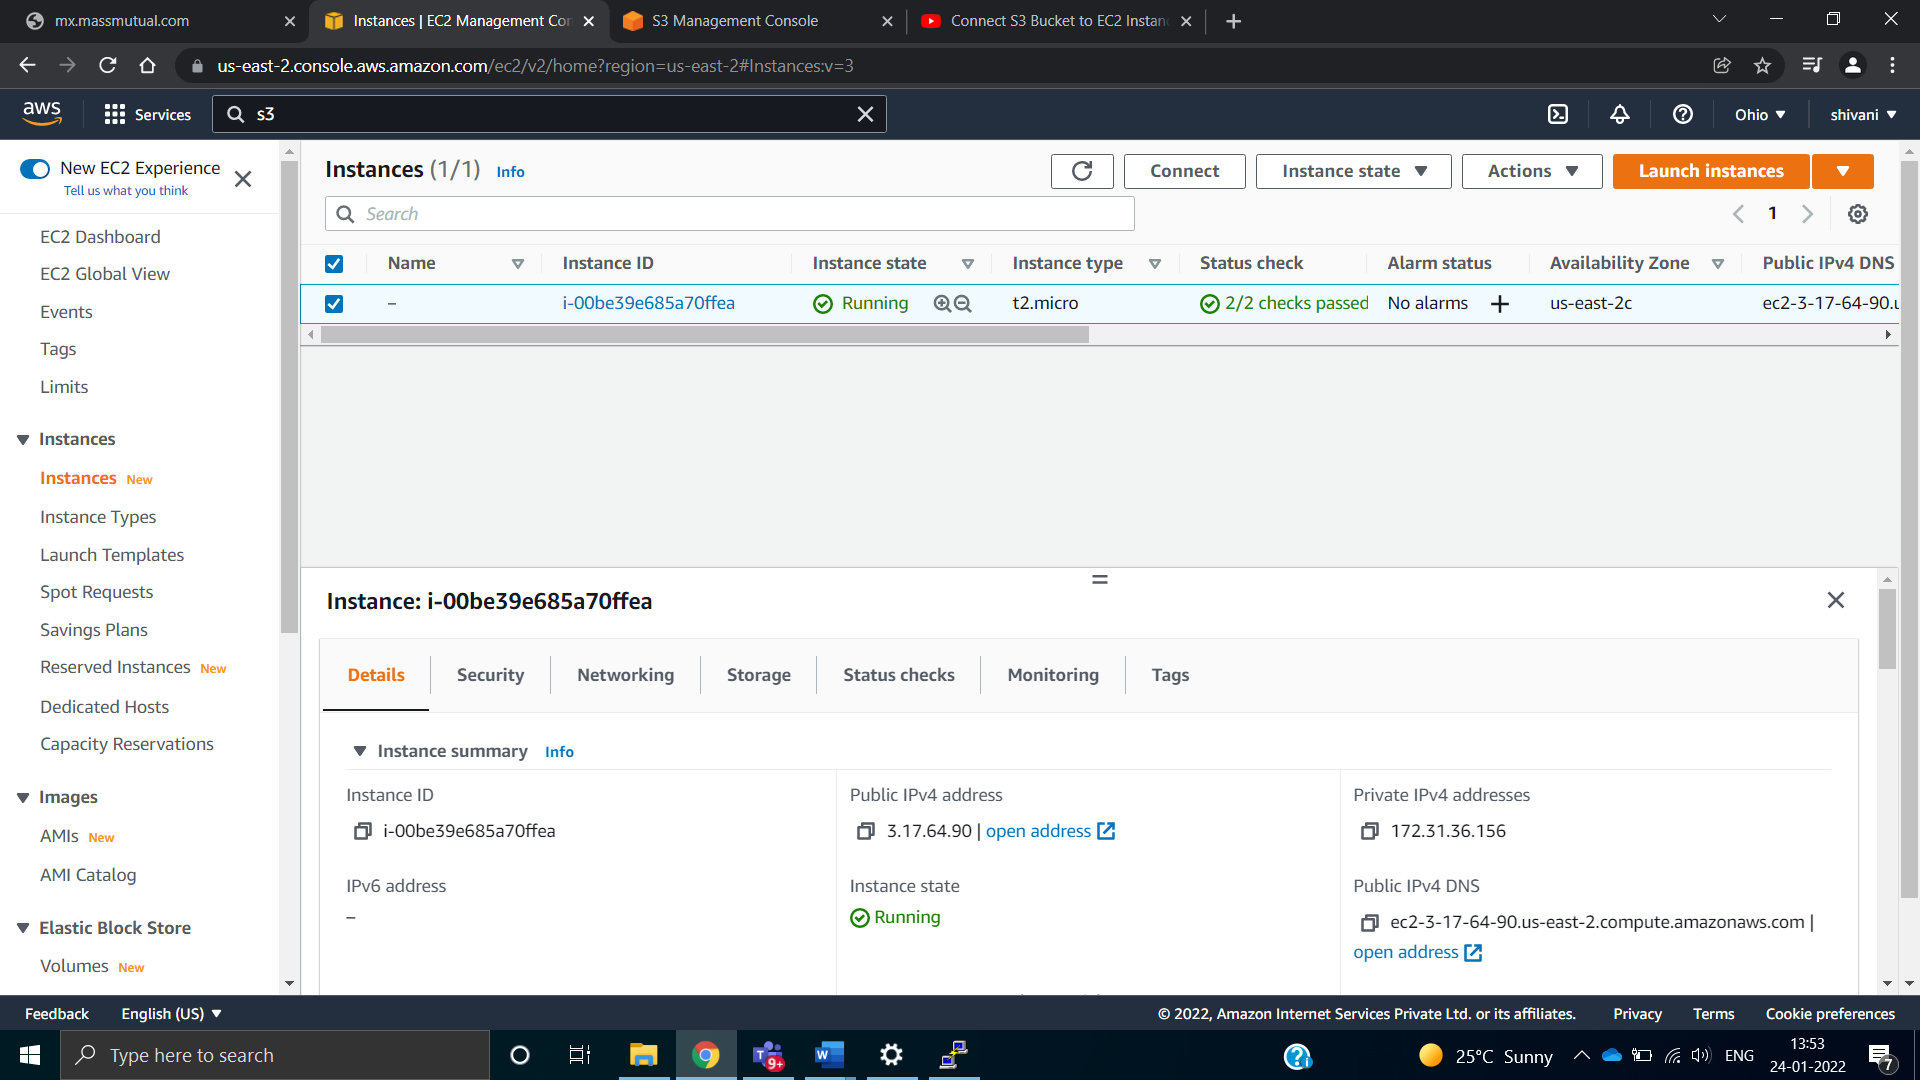 mx.massmutual.com
Instances | EC2 Management Con
S3 Management Console
Connect S3 Bucket to EC2 Instanc
us-east-2.console.aws.amazon.com/ec2/v2/home?region=us-east-2#Instances:v=3
aws
Services
s3
Ohio
shivani
New EC2 Experience
Tell us what you think
EC2 Dashboard
EC2 Global View
Events
Tags
Limits
Instances
Instances New
Instance Types
Launch Templates
Spot Requests
Savings Plans
Reserved Instances New
Dedicated Hosts
Capacity Reservations
Images
AMIs New
AMI Catalog
Elastic Block Store
Volumes New
Instances (1/1) Info
Connect
Instance state
Actions
Launch instances
Search
1
Name Instance ID Instance state Instance type Status check Alarm status Availability Zone Public IPv4 DNS
– i-00be39e685a70ffea Running t2.micro 2/2 checks passed No alarms us-east-2c ec2-3-17-64-90.u
Instance: i-00be39e685a70ffea
Details Security Networking Storage Status checks Monitoring Tags
Instance summary Info
Instance ID
i-00be39e685a70ffea
Public IPv4 address
3.17.64.90 | open address
Private IPv4 addresses
172.31.36.156
IPv6 address
–
Instance state
Running
Public IPv4 DNS
ec2-3-17-64-90.us-east-2.compute.amazonaws.com |
open address
Feedback
English (US)
© 2022, Amazon Internet Services Private Ltd. or its affiliates.
Privacy
Terms
Cookie preferences
Type here to search
9+
W
25°C Sunny
ENG
13:53
24-01-2022
7